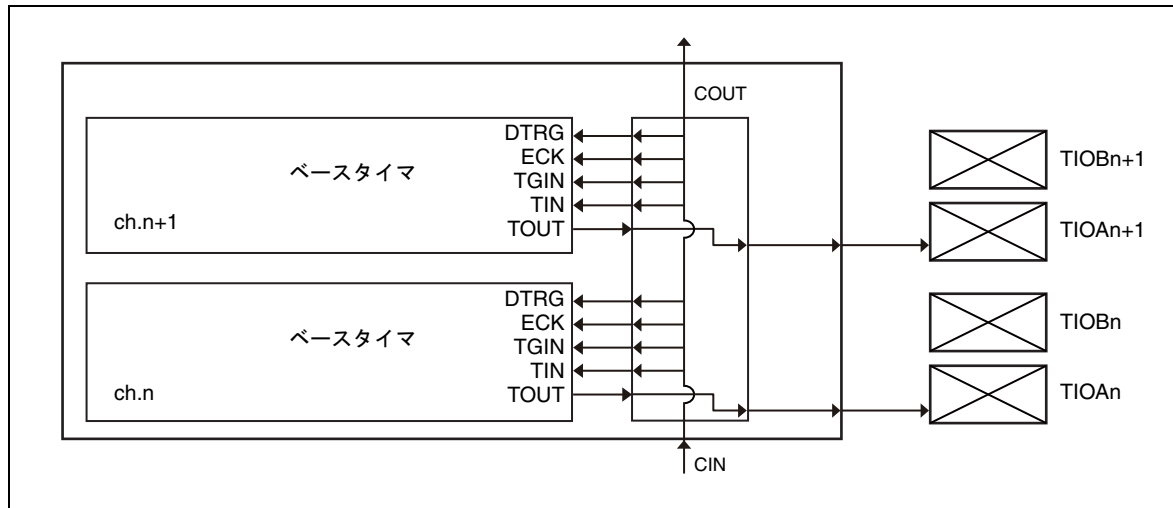 COUT
DTRG
ECK
TGIN
TIN
TOUT
ベースタイマ
ch.n+1
TIOBn+1
TIOAn+1
DTRG
ECK
TGIN
TIN
TOUT
ベースタイマ
ch.n
TIOBn
TIOAn
CIN